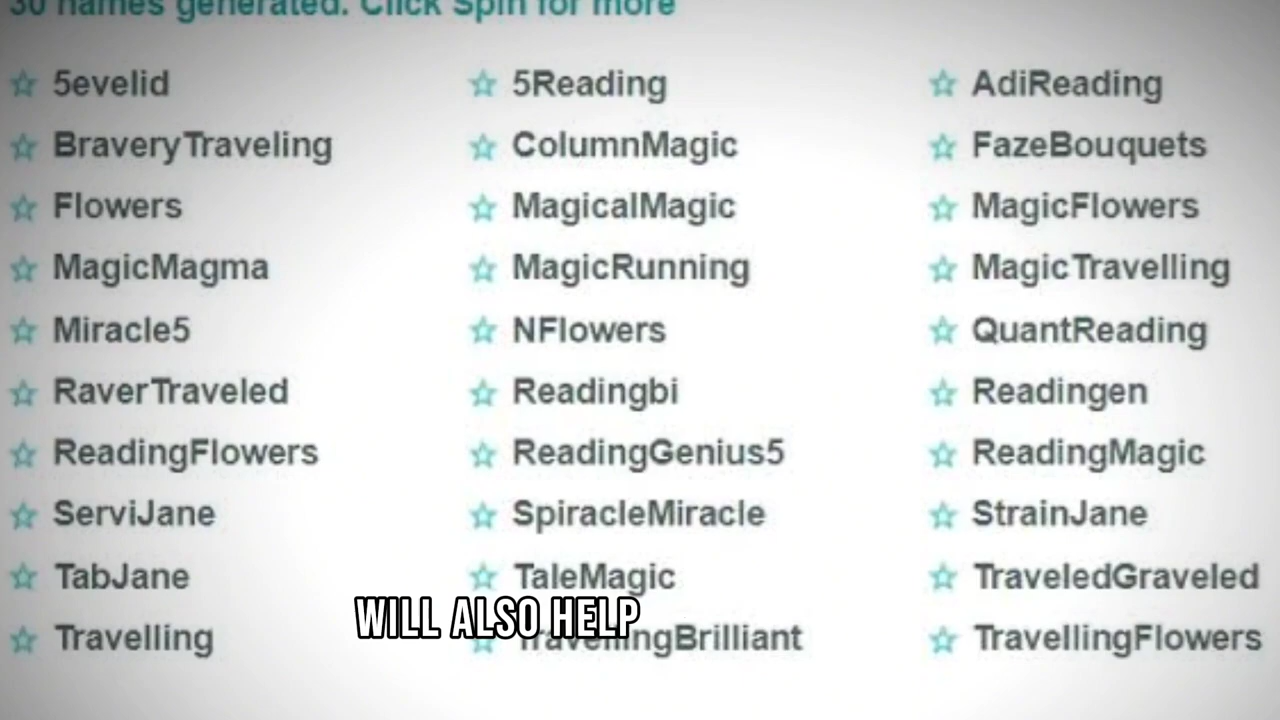 30 names generated. Click Spin for more
5evelid 5Reading AdiReading
BraveryTraveling ColumnMagic FazeBouquets
Flowers MagicalMagic MagicFlowers
MagicMagma MagicRunning MagicTravelling
Miracle5 NFlowers QuantReading
RaverTraveled Readingbi Readingen
ReadingFlowers ReadingGenius5 ReadingMagic
ServiJane SpiracleMiracle StrainJane
TabJane TaleMagic TraveledGraveled
WILL ALSO HELP
Travelling TravellingBrilliant TravellingFlowers